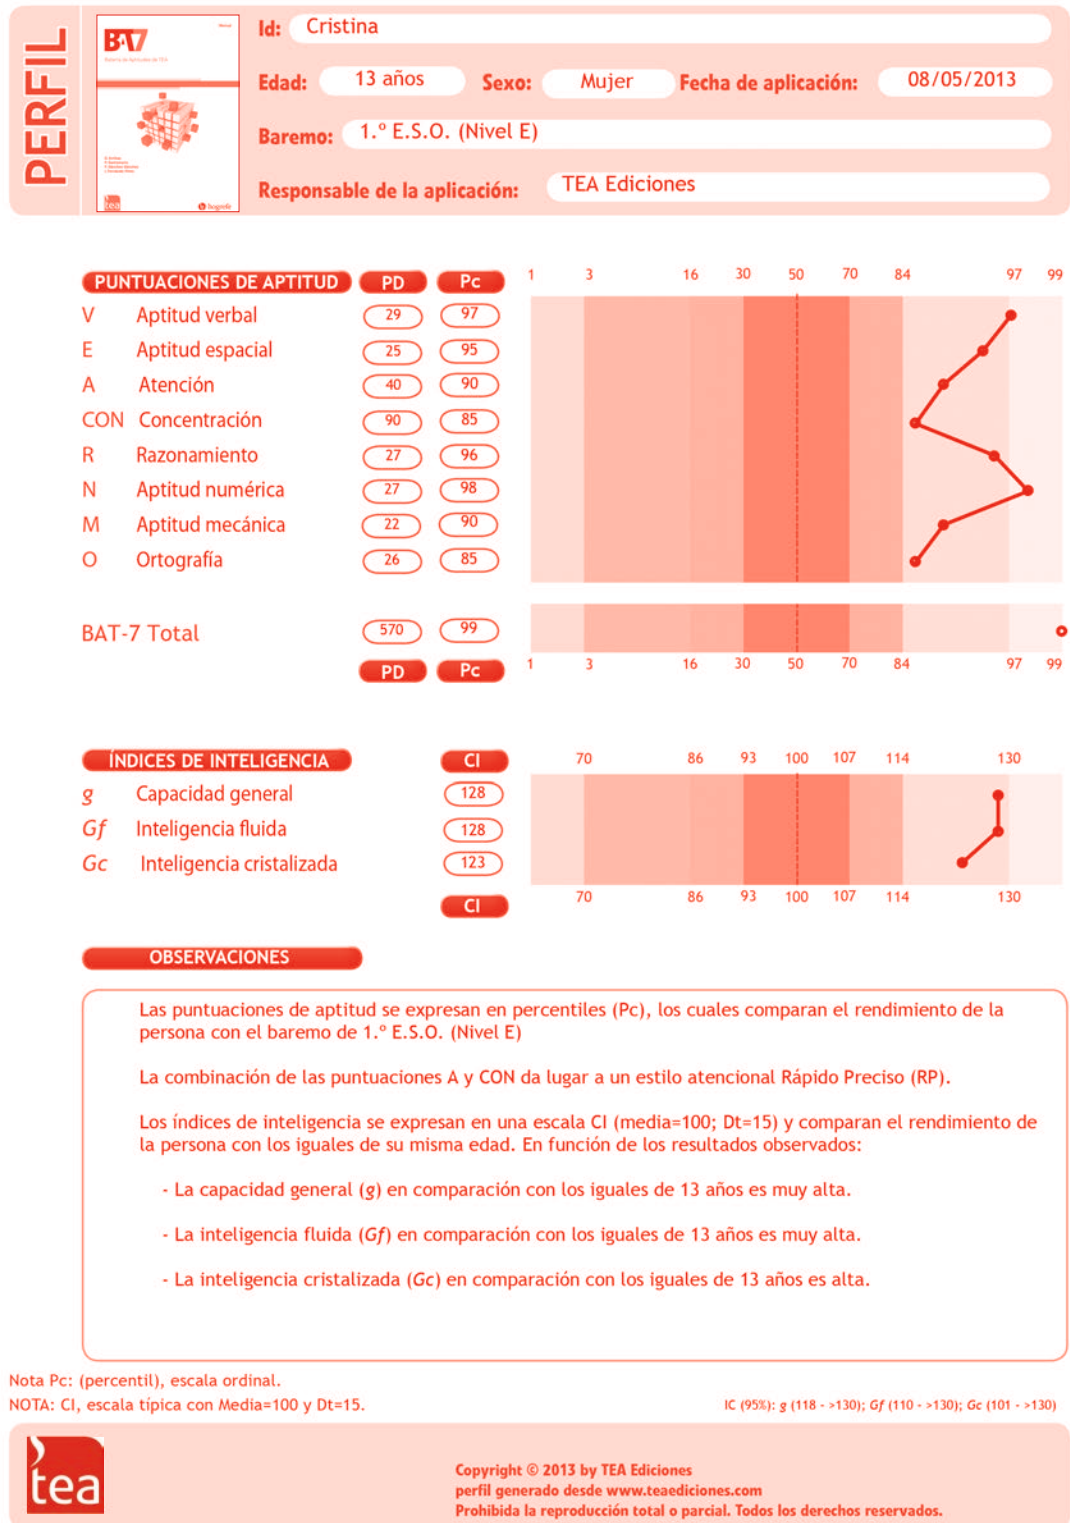 PERFIL
BAT7
Id: Cristina
Edad: 13 años Sexo: Mujer Fecha de aplicación: 08/05/2013
Baremo: 1.º E.S.O. (Nivel E)
Responsable de la aplicación: TEA Ediciones
tea hogrefe
PUNTUACIONES DE APTITUD PD Pc 1 3 16 30 50 70 84 97 99
V Aptitud verbal 29 97
E Aptitud espacial 25 95
A Atención 40 90
CON Concentración 90 85
R Razonamiento 27 96
N Aptitud numérica 27 98
M Aptitud mecánica 22 90
O Ortografía 26 85
BAT-7 Total 570 99
PD Pc 1 3 16 30 50 70 84 97 99
ÍNDICES DE INTELIGENCIA CI 70 86 93 100 107 114 130
g Capacidad general 128
Gf Inteligencia fluida 128
Gc Inteligencia cristalizada 123
CI 70 86 93 100 107 114 130
OBSERVACIONES
Las puntuaciones de aptitud se expresan en percentiles (Pc), los cuales comparan el rendimiento de la
persona con el baremo de 1.º E.S.O. (Nivel E)
La combinación de las puntuaciones A y CON da lugar a un estilo atencional Rápido Preciso (RP).
Los índices de inteligencia se expresan en una escala CI (media=100; Dt=15) y comparan el rendimiento de
la persona con los iguales de su misma edad. En función de los resultados observados:
- La capacidad general (g) en comparación con los iguales de 13 años es muy alta.
- La inteligencia fluida (Gf) en comparación con los iguales de 13 años es muy alta.
- La inteligencia cristalizada (Gc) en comparación con los iguales de 13 años es alta.
Nota Pc: (percentil), escala ordinal.
NOTA: CI, escala típica con Media=100 y Dt=15. IC (95%): g (118 - >130); Gf (110 - >130); Gc (101 - >130)
tea
Copyright © 2013 by TEA Ediciones
perfil generado desde www.teaediciones.com
Prohibida la reproducción total o parcial. Todos los derechos reservados.